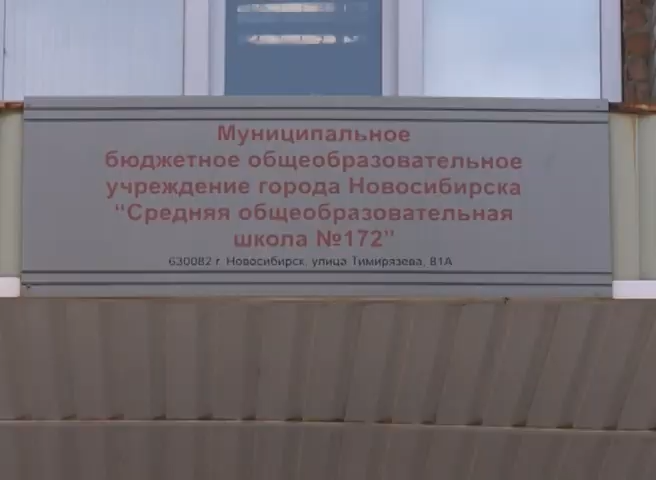 Муниципальное
бюджетное общеобразовательное
учреждение города Новосибирска
“Средняя общеобразовательная
школа №172”
630082 г. Новосибирск, улица Тимирязева, 81А